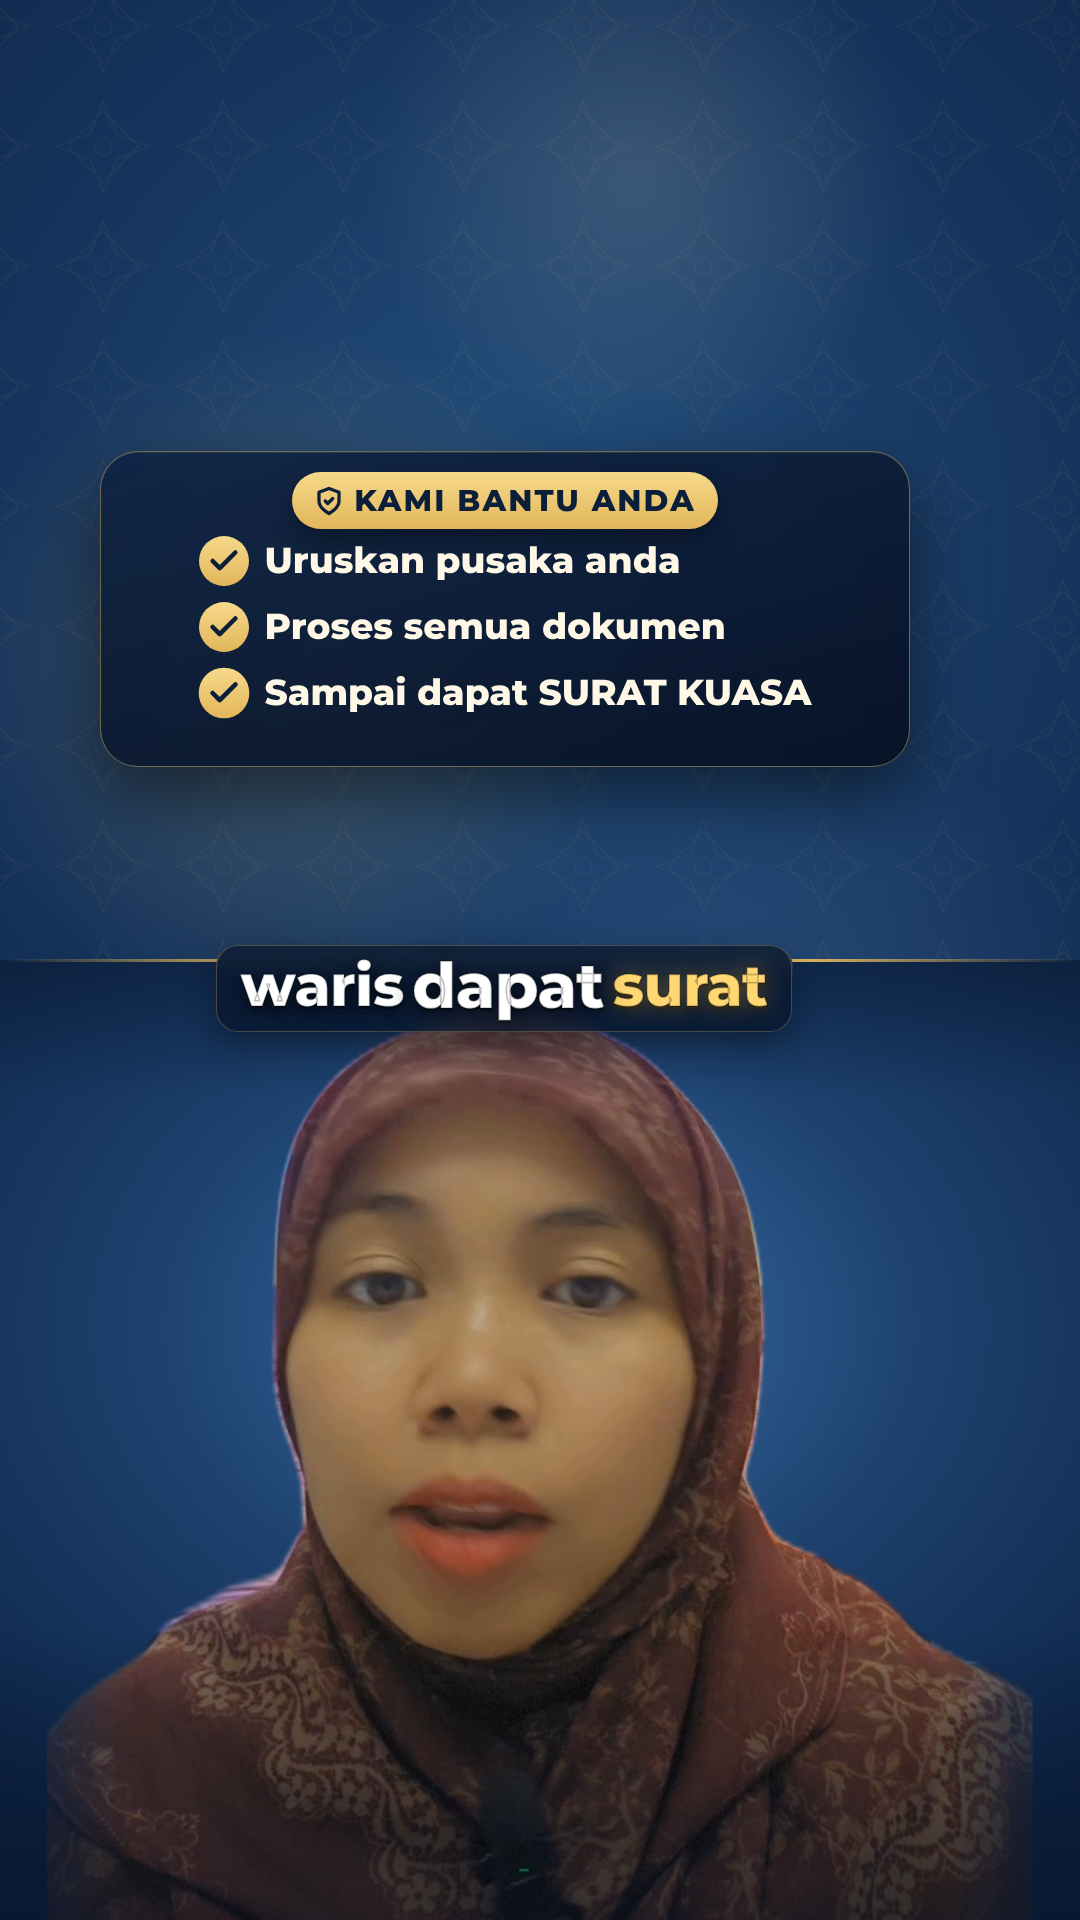 KAMI BANTU ANDA
Uruskan pusaka anda
Proses semua dokumen
Sampai dapat SURAT KUASA
waris dapat surat